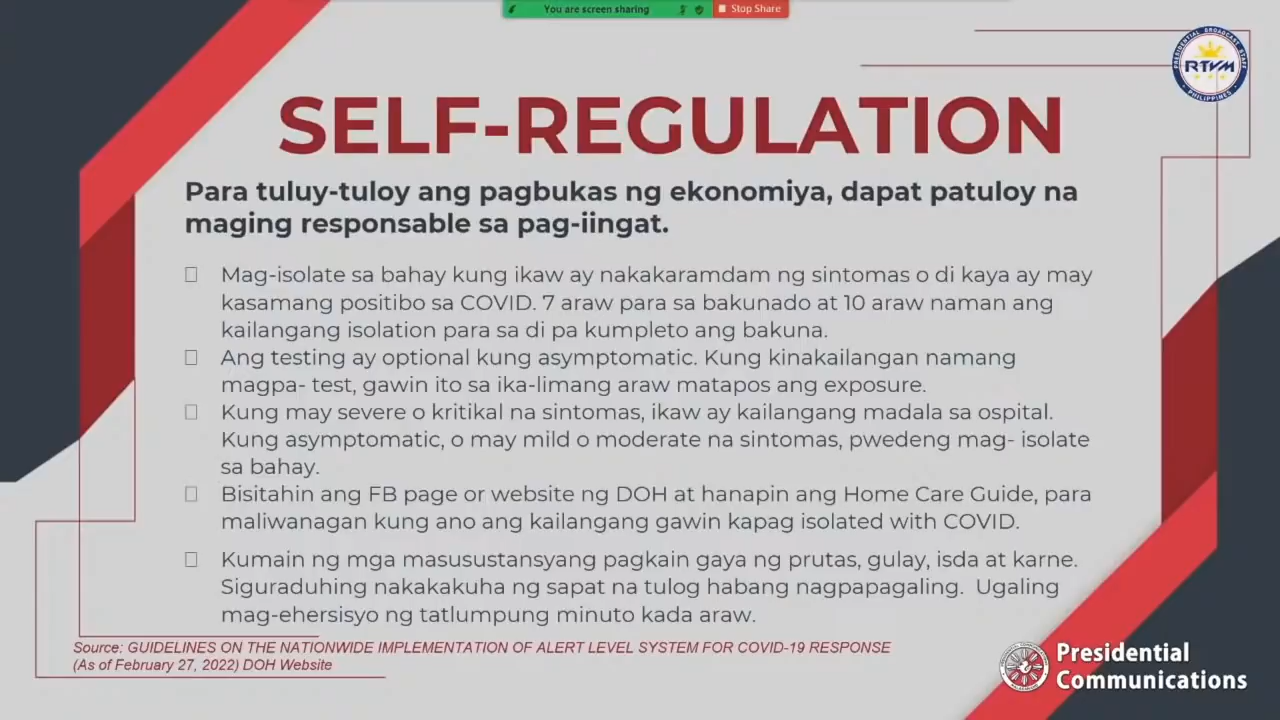 You are screen sharing
Stop Share
PRESIDENTIAL BROADCAST STAFF
RTVM
PHILIPPINES
SELF-REGULATION
Para tuluy-tuloy ang pagbukas ng ekonomiya, dapat patuloy na
maging responsable sa pag-iingat.
Mag-isolate sa bahay kung ikaw ay nakakaramdam ng sintomas o di kaya ay may
kasamang positibo sa COVID. 7 araw para sa bakunado at 10 araw naman ang
kailangang isolation para sa di pa kumpleto ang bakuna.
Ang testing ay optional kung asymptomatic. Kung kinakailangan namang
magpa- test, gawin ito sa ika-limang araw matapos ang exposure.
Kung may severe o kritikal na sintomas, ikaw ay kailangang madala sa ospital.
Kung asymptomatic, o may mild o moderate na sintomas, pwedeng mag- isolate
sa bahay.
Bisitahin ang FB page or website ng DOH at hanapin ang Home Care Guide, para
maliwanagan kung ano ang kailangang gawin kapag isolated with COVID.
Kumain ng mga masusustansyang pagkain gaya ng prutas, gulay, isda at karne.
Siguraduhing nakakakuha ng sapat na tulog habang nagpapagaling. Ugaling
mag-ehersisyo ng tatlumpung minuto kada araw.
Source: GUIDELINES ON THE NATIONWIDE IMPLEMENTATION OF ALERT LEVEL SYSTEM FOR COVID-19 RESPONSE
(As of February 27, 2022) DOH Website
Presidential
Communications